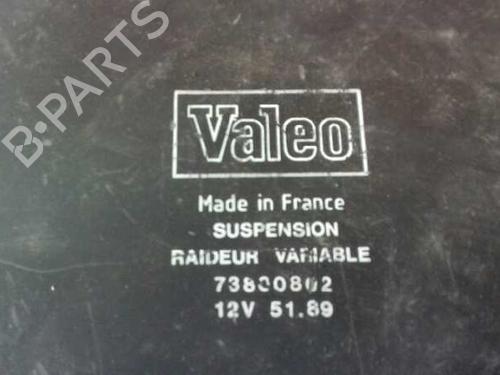 B-PARTS
Valeo
Made in France
SUSPENSION
RAIDEUR VARIABLE
73800802
12V 51.89